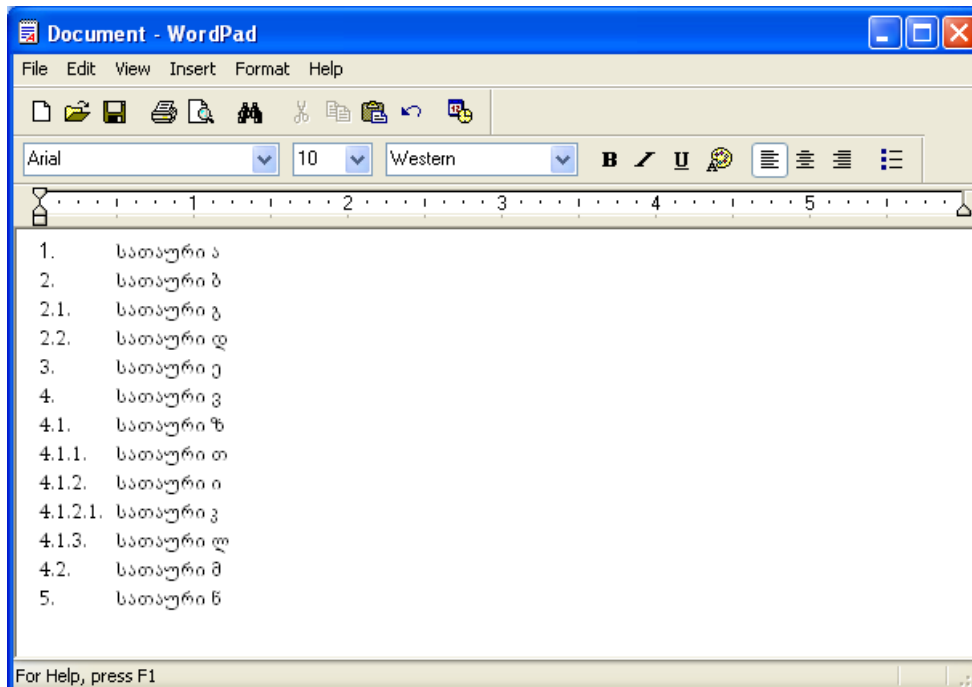 Document - WordPad
File Edit View Insert Format Help
Arial 10 Western B U
1 2 3 4 5
1. სათაური ა
2. სათაური ბ
2.1. სათაური გ
2.2. სათაური დ
3. სათაური ე
4. სათაური ვ
4.1. სათაური ზ
4.1.1. სათაური თ
4.1.2. სათაური ი
4.1.2.1. სათაური კ
4.1.3. სათაური ლ
4.2. სათაური მ
5. სათაური ნ
For Help, press F1